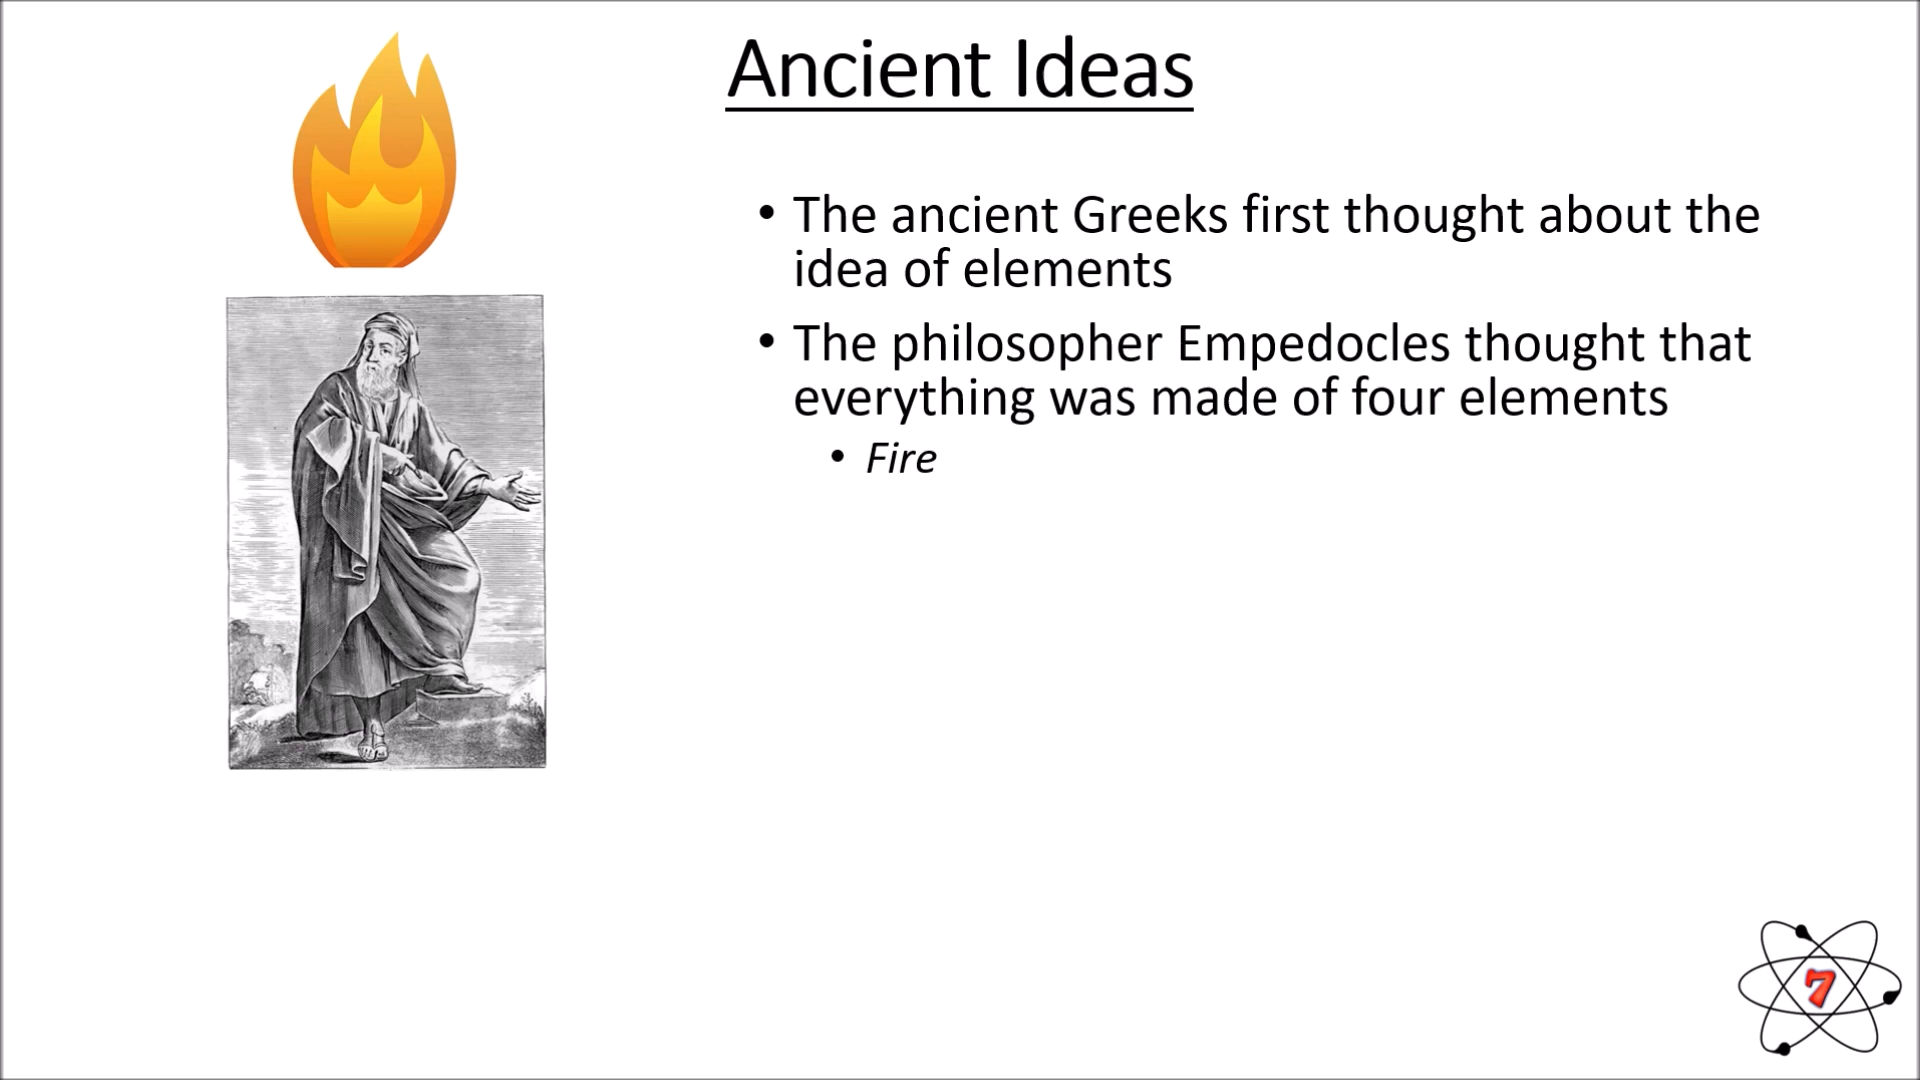 Ancient Ideas
• The ancient Greeks first thought about the
idea of elements
• The philosopher Empedocles thought that
everything was made of four elements
• Fire
7